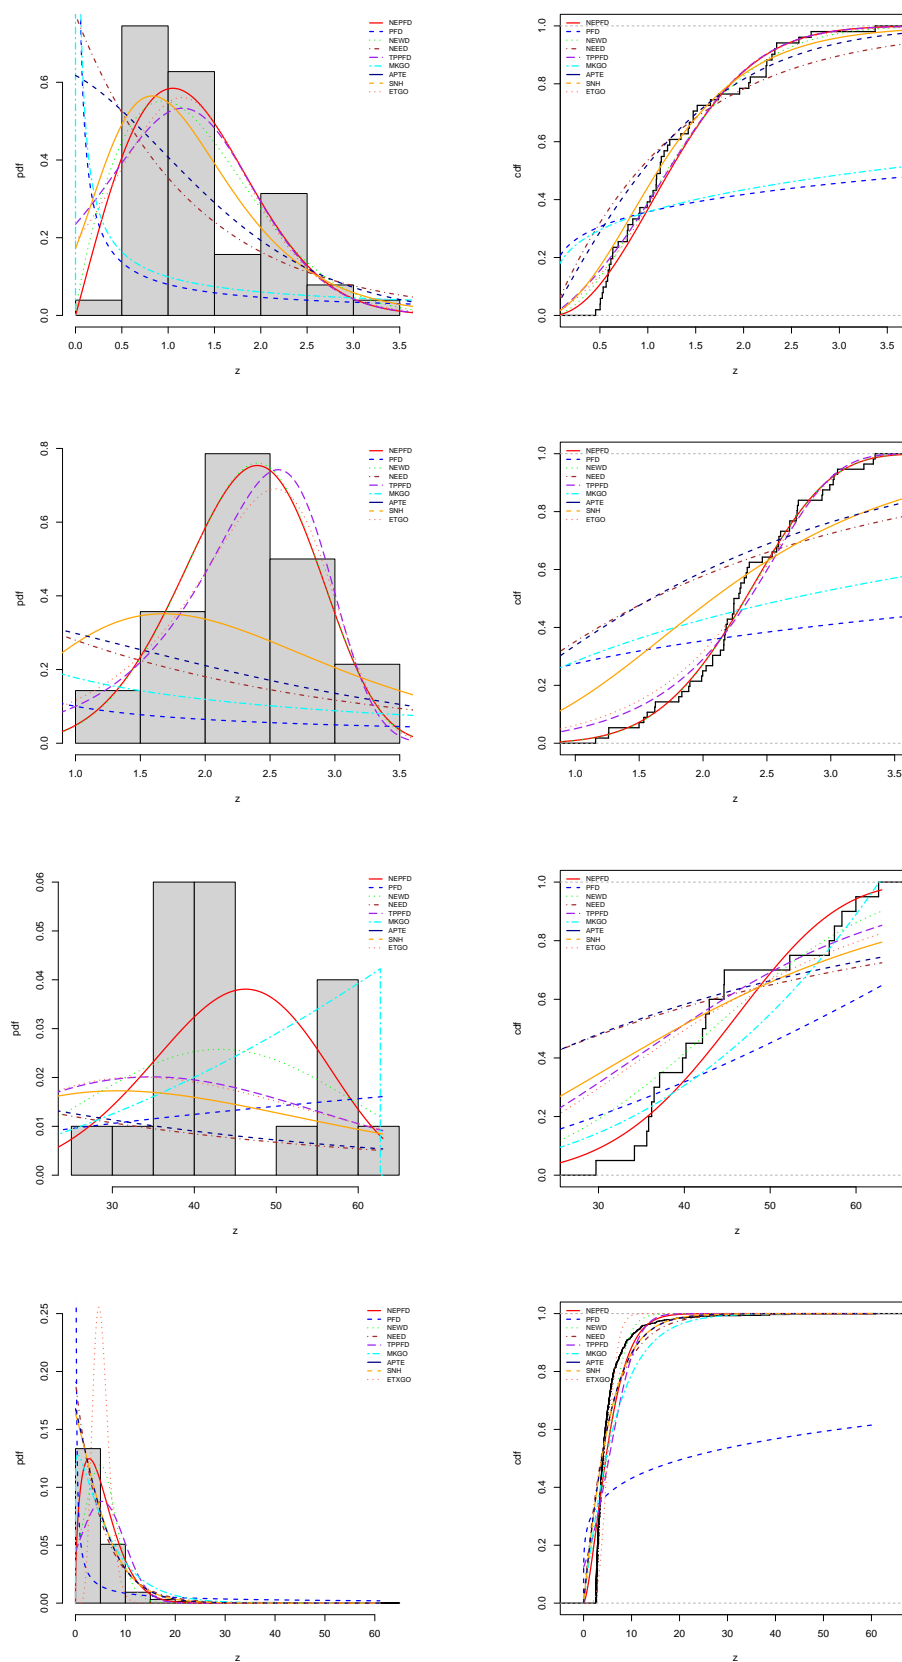 pdf
0.0 0.2 0.4 0.6
0.0 0.5 1.0 1.5 2.0 2.5 3.0 3.5
z
NEPFD
PFD
NEWD
NEED
TPPFD
MKGO
APTE
SNH
ETGO
cdf
0.0 0.2 0.4 0.6 0.8 1.0
0.5 1.0 1.5 2.0 2.5 3.0 3.5
z
NEPFD
PFD
NEWD
NEED
TPPFD
MKGO
APTE
SNH
ETGO
pdf
0.0 0.2 0.4 0.6 0.8
1.0 1.5 2.0 2.5 3.0 3.5
z
NEPFD
PFD
NEWD
NEED
TPPFD
MKGO
APTE
SNH
ETGO
cdf
0.0 0.2 0.4 0.6 0.8 1.0
1.0 1.5 2.0 2.5 3.0 3.5
z
NEPFD
PFD
NEWD
NEED
TPPFD
MKGO
APTE
SNH
ETGO
pdf
0.00 0.01 0.02 0.03 0.04 0.05 0.06
30 40 50 60
z
NEPFD
PFD
NEWD
NEED
TPPFD
MKGO
APTE
SNH
ETGO
cdf
0.0 0.2 0.4 0.6 0.8 1.0
30 40 50 60
z
NEPFD
PFD
NEWD
NEED
TPPFD
MKGO
APTE
SNH
ETGO
pdf
0.00 0.05 0.10 0.15 0.20 0.25
0 10 20 30 40 50 60
z
NEPFD
PFD
NEWD
NEED
TPPFD
MKGO
APTE
SNH
ETXGO
cdf
0.0 0.2 0.4 0.6 0.8 1.0
0 10 20 30 40 50 60
z
NEPFD
PFD
NEWD
NEED
TPPFD
MKGO
APTE
SNH
ETXGO